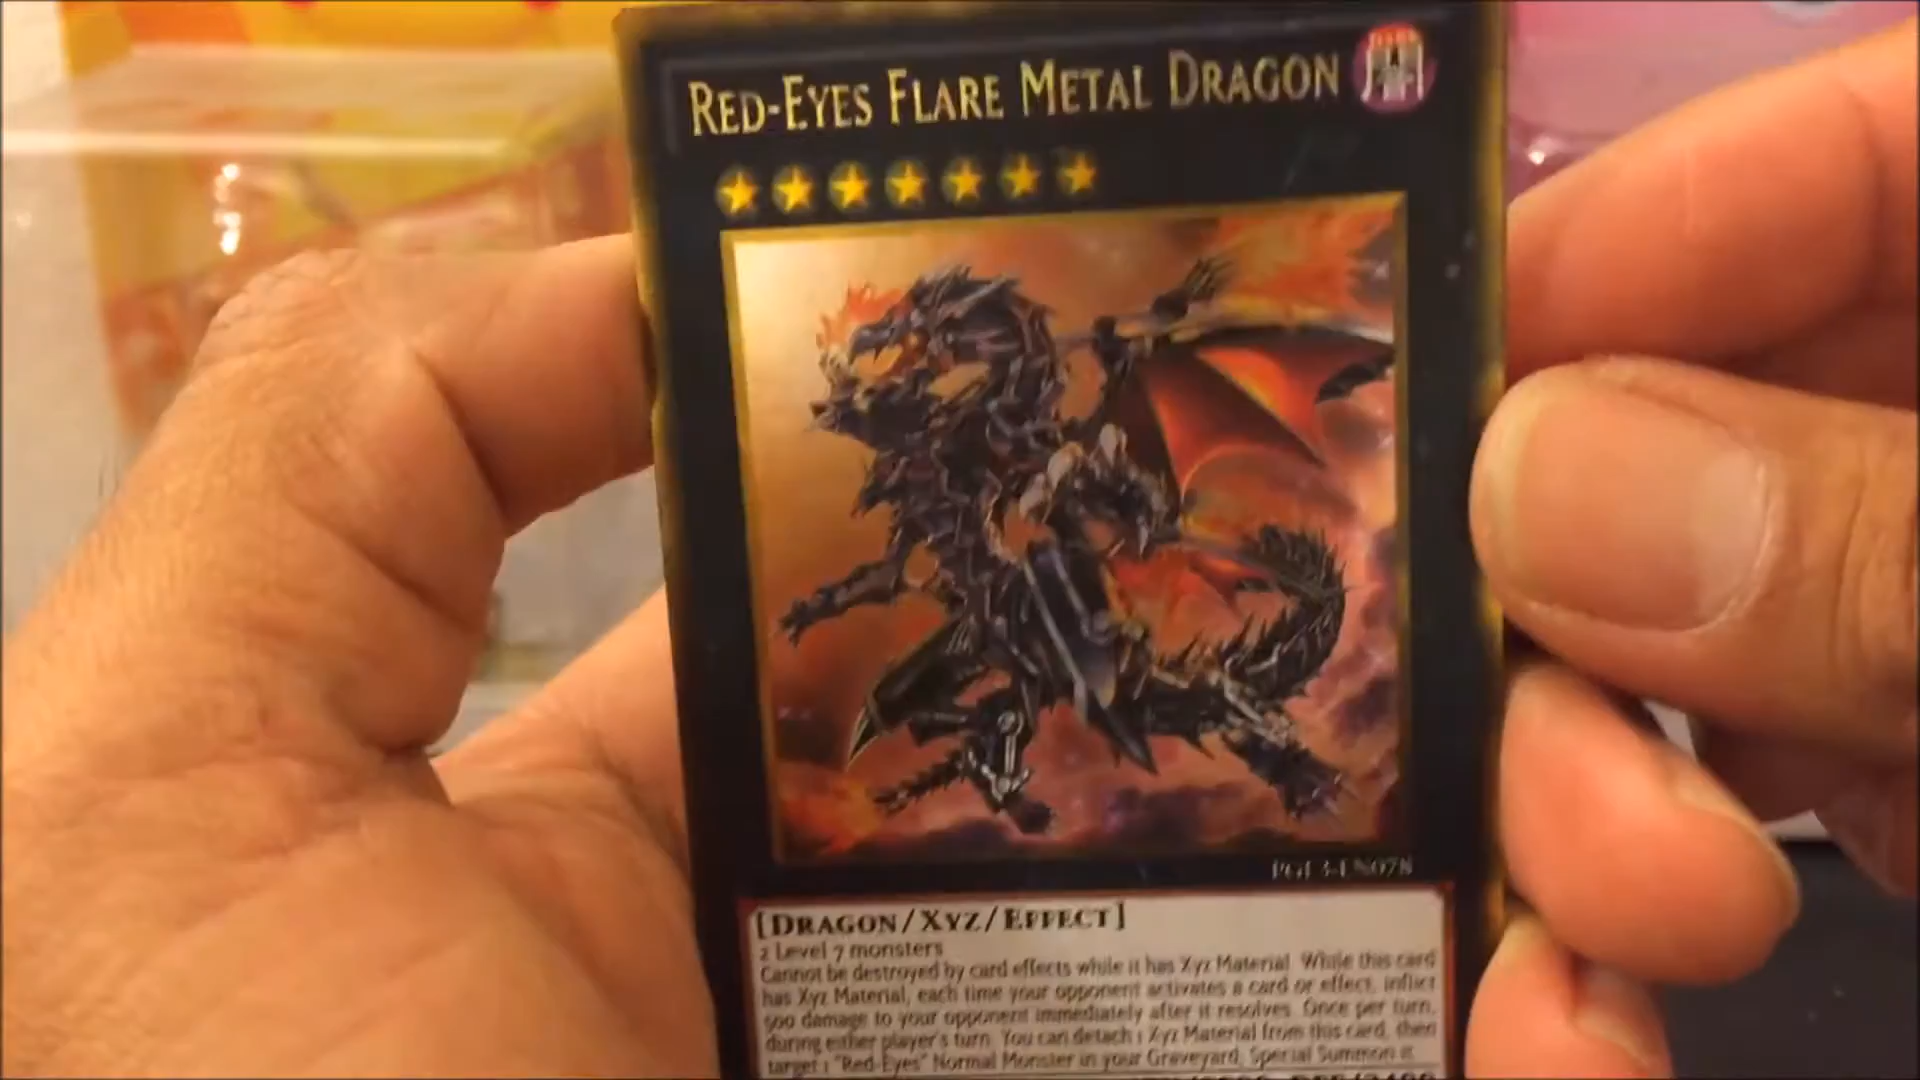 RED-EYES FLARE METAL DRAGON
PGL3-EN078
[DRAGON/XYZ/EFFECT]
2 Level 7 monsters
Cannot be destroyed by card effects while it has Xyz Material. While this card
has Xyz Material, each time your opponent activates a card or effect, inflict
500 damage to your opponent immediately after it resolves. Once per turn,
during either player's turn: You can detach 1 Xyz Material from this card, then
target 1 "Red-Eyes" Normal Monster in your Graveyard; Special Summon it.